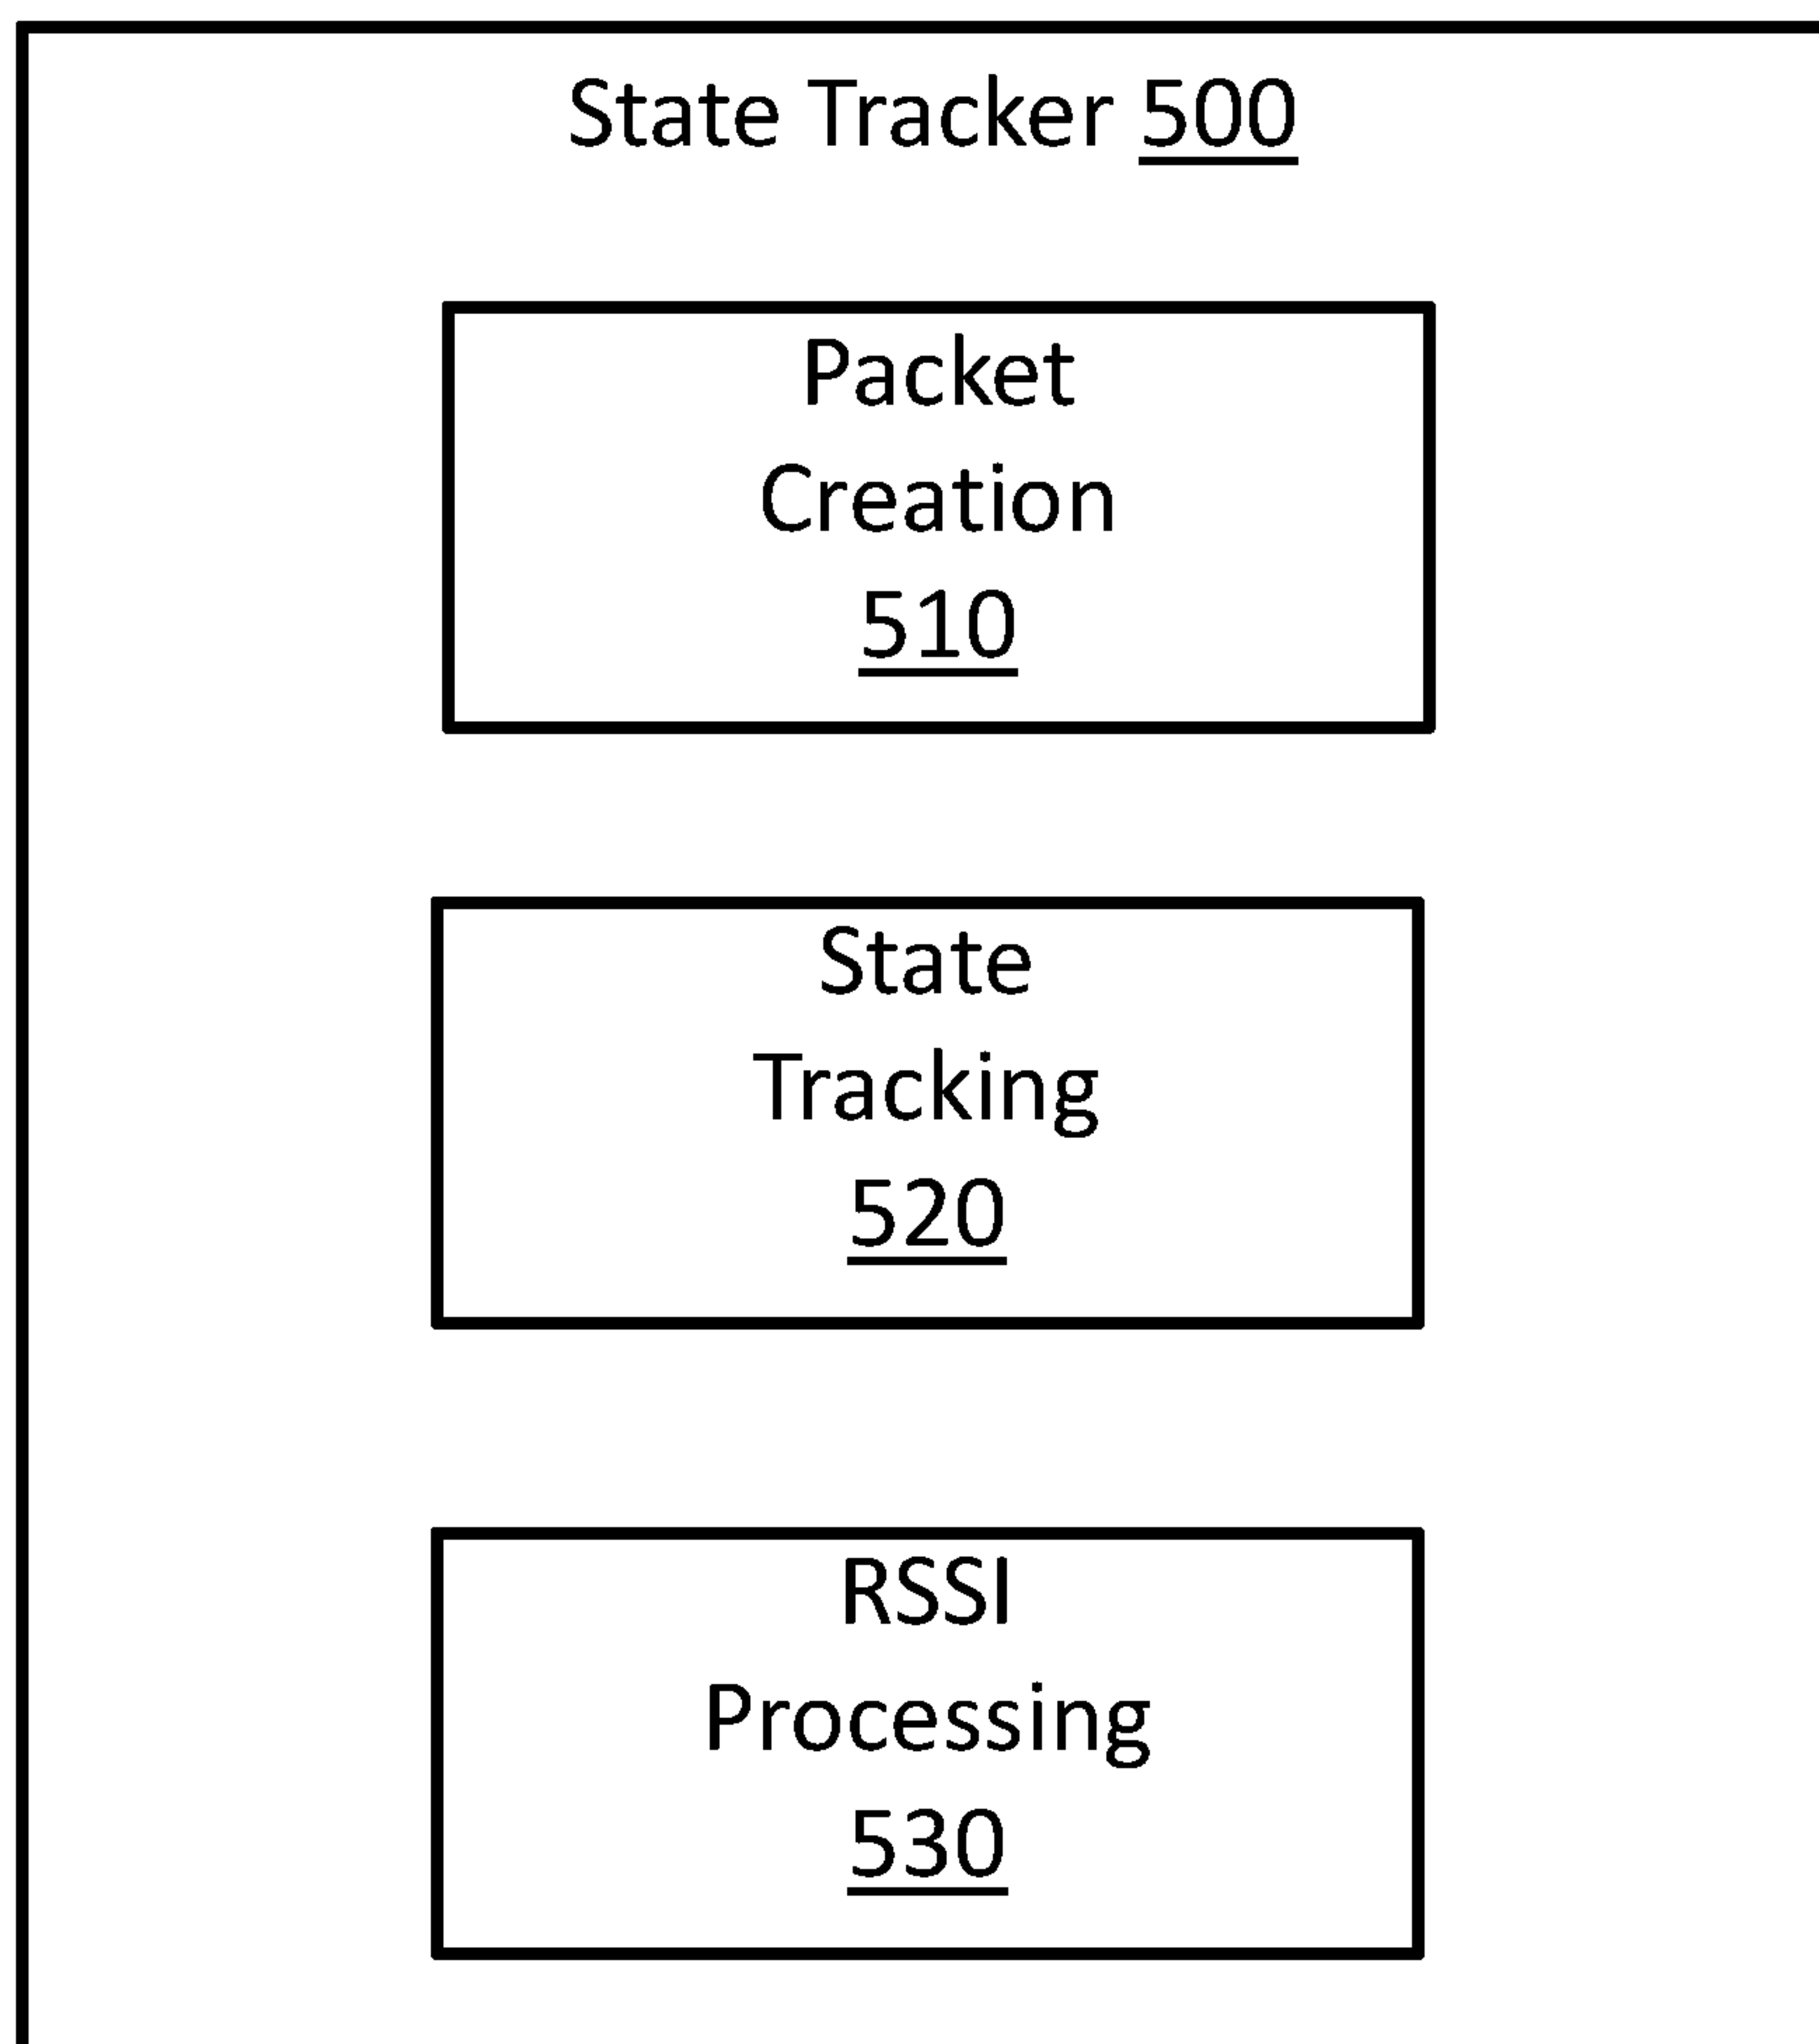 State Tracker 500
Packet
Creation
510
State
Tracking
520
RSSI
Processing
530